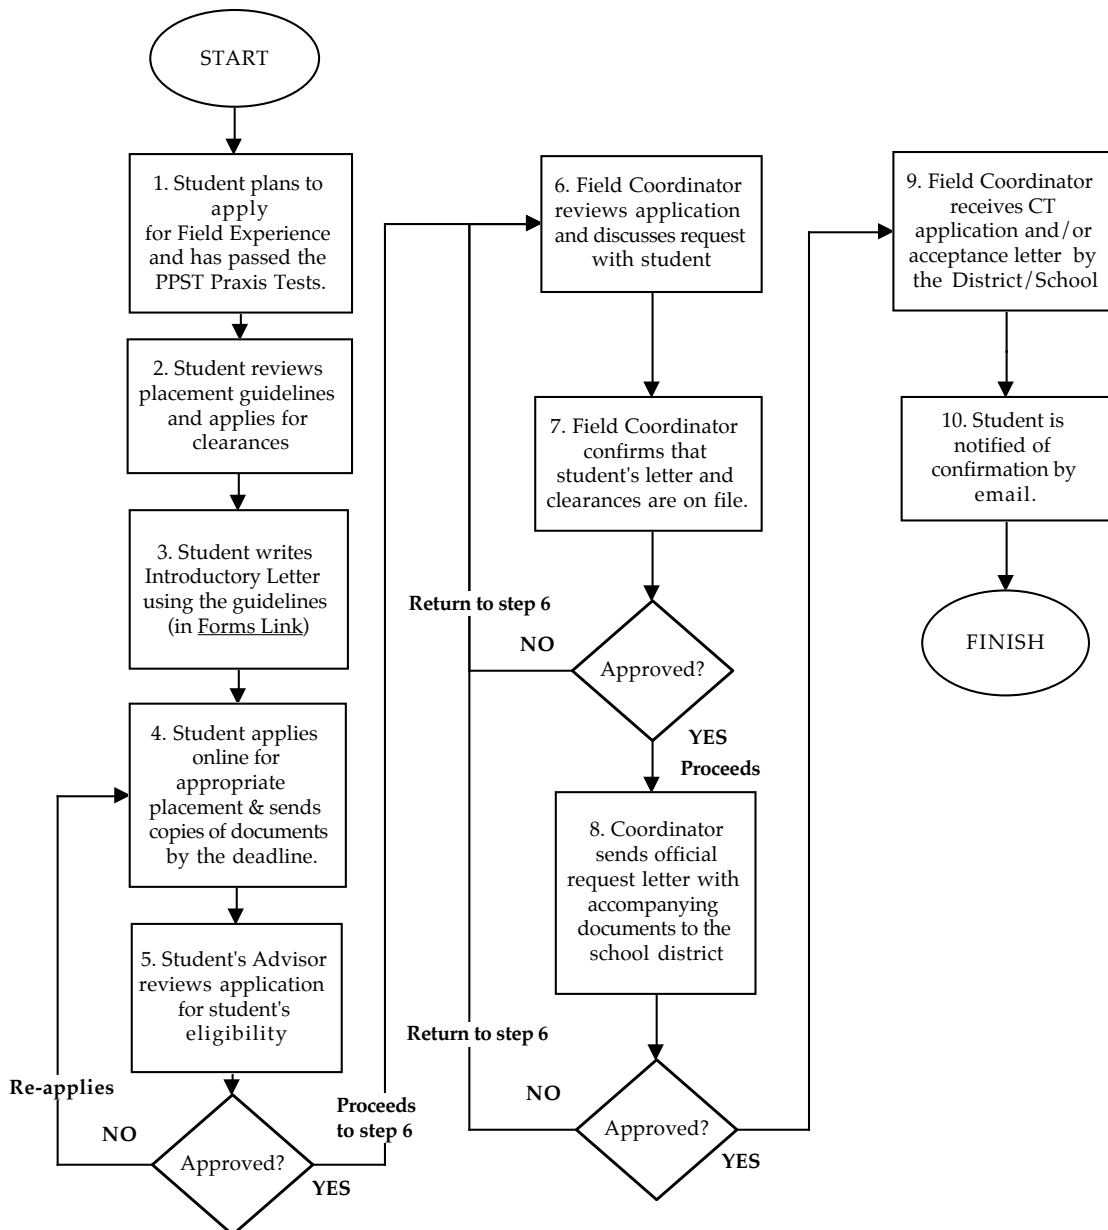 START
1. Student plans to
apply
for Field Experience
and has passed the
PPST Praxis Tests.
2. Student reviews
placement guidelines
and applies for
clearances
3. Student writes
Introductory Letter
using the guidelines
(in Forms Link)
4. Student applies
online for
appropriate
placement & sends
copies of documents
by the deadline.
5. Student's Advisor
reviews application
for student's
eligibility
Re-applies
NO
Approved?
YES
Proceeds
to step 6
6. Field Coordinator
reviews application
and discusses request
with student
7. Field Coordinator
confirms that
student's letter and
clearances are on file.
Return to step 6
NO
Approved?
YES
Proceeds
8. Coordinator
sends official
request letter with
accompanying
documents to the
school district
Return to step 6
NO
Approved?
YES
9. Field Coordinator
receives CT
application and/or
acceptance letter by
the District/School
10. Student is
notified of
confirmation by
email.
FINISH